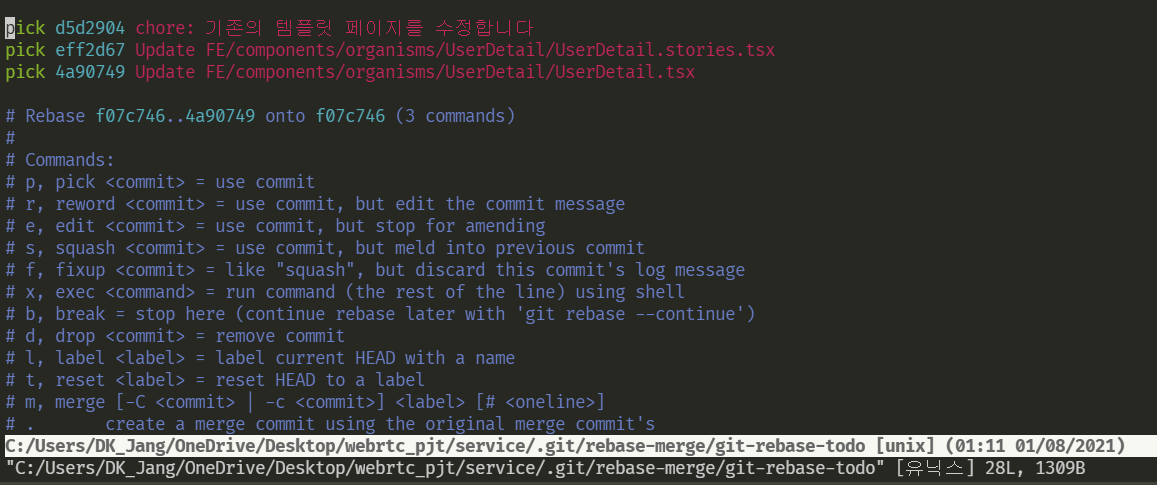 pick d5d2904 chore: 기존의 템플릿 페이지를 수정합니다
pick eff2d67 Update FE/components/organisms/UserDetail/UserDetail.stories.tsx
pick 4a90749 Update FE/components/organisms/UserDetail/UserDetail.tsx
# Rebase f07c746..4a90749 onto f07c746 (3 commands)
#
# Commands:
# p, pick <commit> = use commit
# r, reword <commit> = use commit, but edit the commit message
# e, edit <commit> = use commit, but stop for amending
# s, squash <commit> = use commit, but meld into previous commit
# f, fixup <commit> = like "squash", but discard this commit's log message
# x, exec <command> = run command (the rest of the line) using shell
# b, break = stop here (continue rebase later with 'git rebase --continue')
# d, drop <commit> = remove commit
# l, label <label> = label current HEAD with a name
# t, reset <label> = reset HEAD to a label
# m, merge [-C <commit> | -c <commit>] <label> [# <oneline>]
# .       create a merge commit using the original merge commit's
C:/Users/DK_Jang/OneDrive/Desktop/webrtc_pjt/service/.git/rebase-merge/git-rebase-todo [unix] (01:11 01/08/2021)
"C:/Users/DK_Jang/OneDrive/Desktop/webrtc_pjt/service/.git/rebase-merge/git-rebase-todo" [유닉스] 28L, 1309B